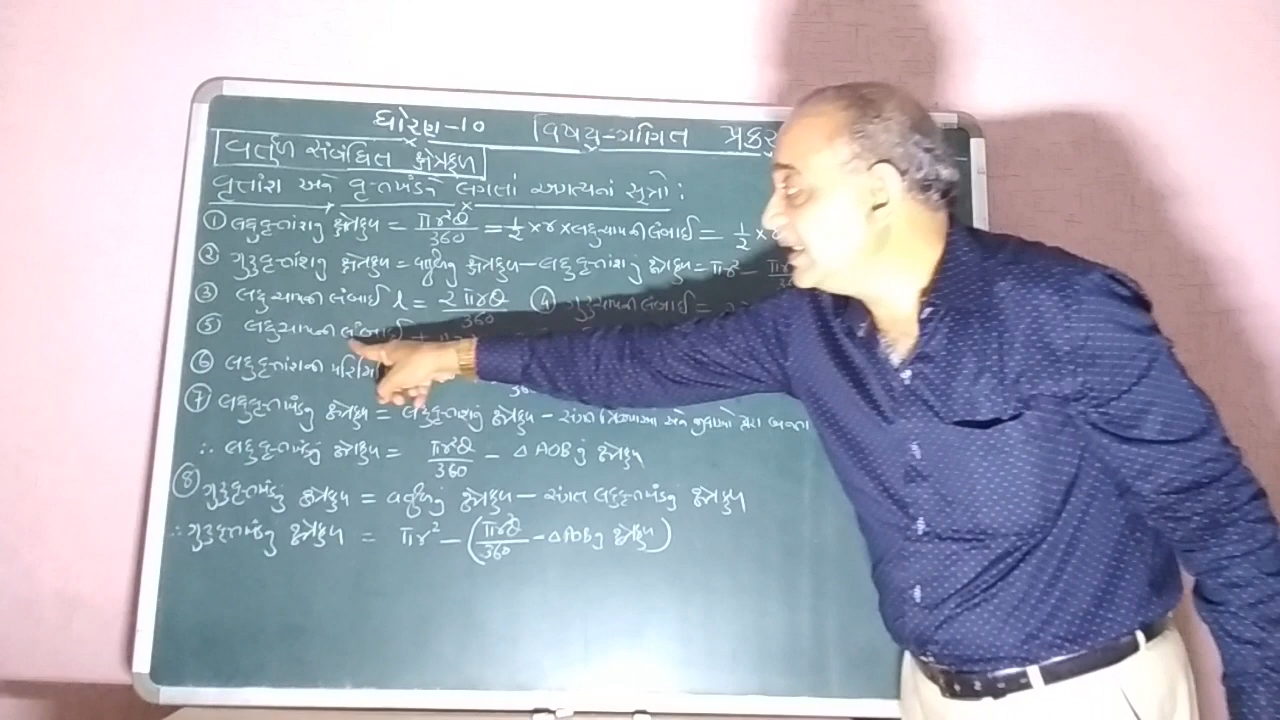 ધોરણ-૧૦ વિષય-ગણિત પ્રકર
વર્તુળ સંબંધિત ક્ષેત્રફળ
વૃત્તાંશ અને વૃત્તખંડને લગતાં અગત્યનાં સૂત્રો :
① લઘુવૃત્તાંશનું ક્ષેત્રફળ = πr²θ/360 = 1/2 × r × લઘુચાપની લંબાઈ = 1/2 ×
② ગુરુવૃત્તાંશનું ક્ષેત્રફળ = વર્તુળનું ક્ષેત્રફળ - લઘુવૃત્તાંશનું ક્ષેત્રફળ = πr² -
③ લઘુચાપની લંબાઈ l = 2πrθ/360 ④ ગુરુચાપની લંબાઈ =
⑤ લઘુચાપની લંબાઈ +
⑥ લઘુવૃત્તાંશની પરિમિ
⑦ લઘુવૃત્તખંડનું ક્ષેત્રફળ = લઘુવૃત્તાંશનું ક્ષેત્રફળ - સંગત ત્રિજ્યાઓ અને
∴ લઘુવૃત્તખંડનું ક્ષેત્રફળ = πr²θ/360 - △AOB નું ક્ષેત્રફળ
⑧ ગુરુવૃત્તખંડનું ક્ષેત્રફળ = વર્તુળનું ક્ષેત્રફળ - સંગત લઘુવૃત્તખંડનું ક્ષેત્રફળ
∴ ગુરુવૃત્તખંડનું ક્ષેત્રફળ = πr² - (πr²θ/360 - △AOB નું ક્ષેત્રફળ)